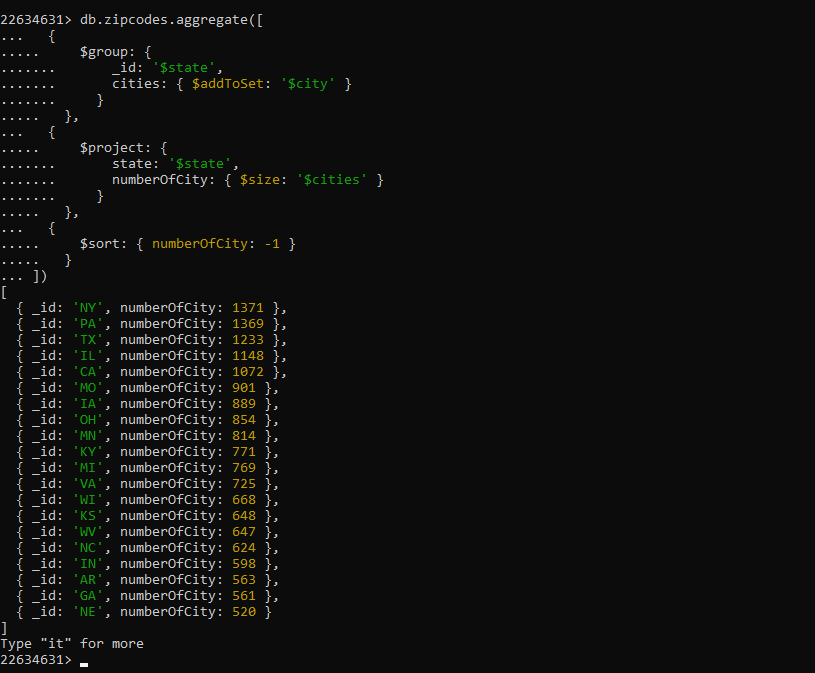 22634631> db.zipcodes.aggregate([
...    {
.....     $group: {
.......       _id: '$state',
.......       cities: { $addToSet: '$city' }
.......     }
.....   },
...    {
.....     $project: {
.......       state: '$state',
.......       numberOfCity: { $size: '$cities' }
.......     }
.....   },
...    {
.....     $sort: { numberOfCity: -1 }
.....   }
... ])
[
  { _id: 'NY', numberOfCity: 1371 },
  { _id: 'PA', numberOfCity: 1369 },
  { _id: 'TX', numberOfCity: 1233 },
  { _id: 'IL', numberOfCity: 1148 },
  { _id: 'CA', numberOfCity: 1072 },
  { _id: 'MO', numberOfCity: 901 },
  { _id: 'IA', numberOfCity: 889 },
  { _id: 'OH', numberOfCity: 854 },
  { _id: 'MN', numberOfCity: 814 },
  { _id: 'KY', numberOfCity: 771 },
  { _id: 'MI', numberOfCity: 769 },
  { _id: 'VA', numberOfCity: 725 },
  { _id: 'WI', numberOfCity: 668 },
  { _id: 'KS', numberOfCity: 648 },
  { _id: 'WV', numberOfCity: 647 },
  { _id: 'NC', numberOfCity: 624 },
  { _id: 'IN', numberOfCity: 598 },
  { _id: 'AR', numberOfCity: 563 },
  { _id: 'GA', numberOfCity: 561 },
  { _id: 'NE', numberOfCity: 520 }
]
Type "it" for more
22634631>